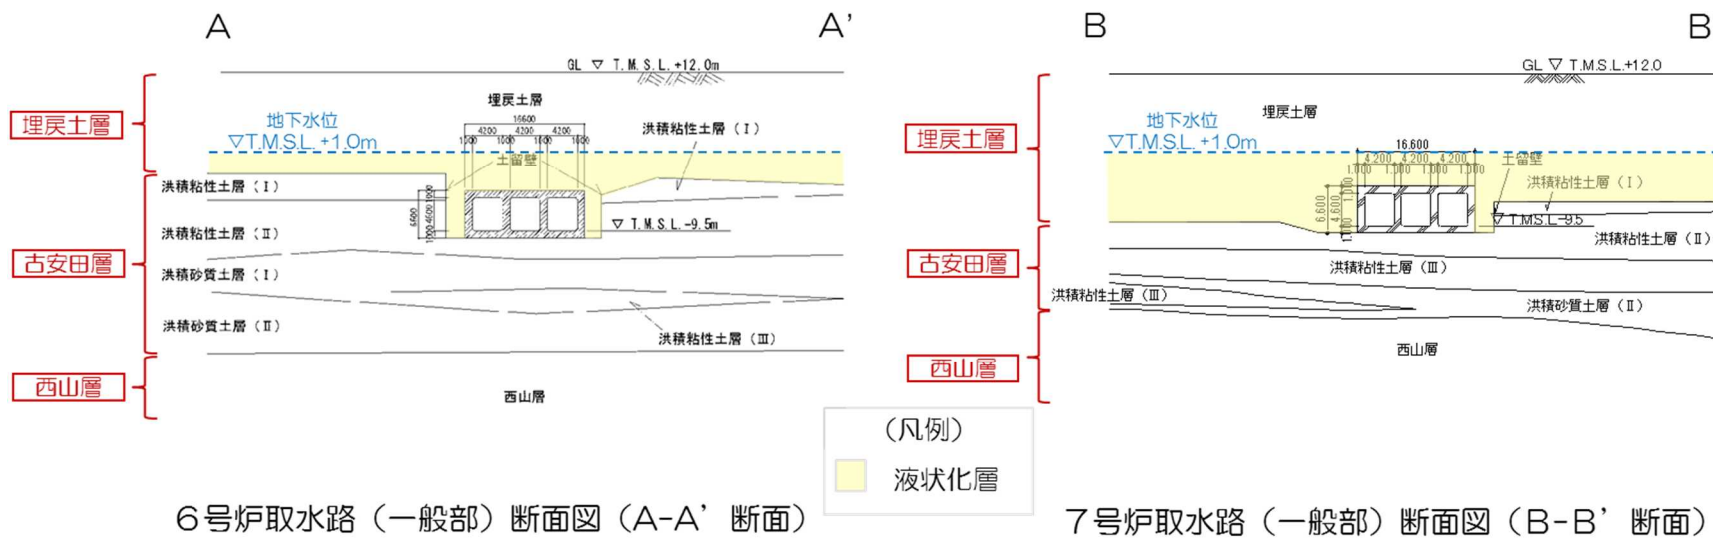 A
A'
GL ▽ T.M.S.L.+12.0m
埋戻土層
埋戻土層
16600
4200 4200 4200
1000 1000 1000 1000
洪積粘性土層(Ⅰ)
地下水位
▽T.M.S.L.+1.0m
土留壁
洪積粘性土層(Ⅰ)
1000
6600
4600
1000
洪積粘性土層(Ⅱ)
▽ T.M.S.L.-9.5m
古安田層
洪積砂質土層(Ⅰ)
洪積砂質土層(Ⅱ)
洪積粘性土層(Ⅲ)
西山層
西山層
6号炉取水路(一般部)断面図(A-A’断面)
(凡例)
液状化層
B
B
GL ▽ T.M.S.L.+12.0
埋戻土層
埋戻土層
地下水位
▽T.M.S.L.+1.0m
16.600
4.200 4.200 4.200
1.000 1.000 1.000 1.000
土留壁
洪積粘性土層(Ⅰ)
1.000
6.600
4.600
1.000
▽T.M.S.L-9.5
洪積粘性土層(Ⅱ)
古安田層
洪積粘性土層(Ⅲ)
洪積粘性土層(Ⅲ)
洪積砂質土層(Ⅱ)
西山層
西山層
7号炉取水路(一般部)断面図(B-B’断面)